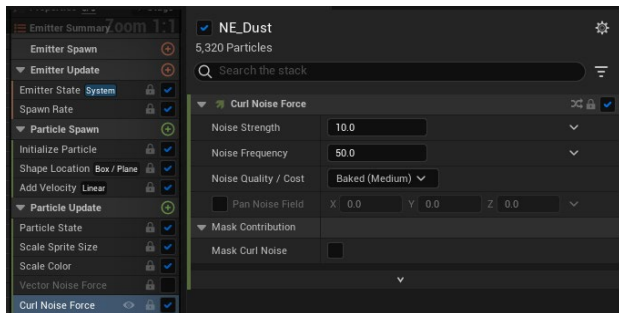 Emitter Summary
Zoom 1:1
Emitter Spawn
Emitter Update
Emitter State System
Spawn Rate
Particle Spawn
Initialize Particle
Shape Location Box / Plane
Add Velocity Linear
Particle Update
Particle State
Scale Sprite Size
Scale Color
Vector Noise Force
Curl Noise Force
NE_Dust
5,320 Particles
Search the stack
Curl Noise Force
Noise Strength 10.0
Noise Frequency 50.0
Noise Quality / Cost Baked (Medium)
Pan Noise Field X 0.0 Y 0.0 Z 0.0
Mask Contribution
Mask Curl Noise